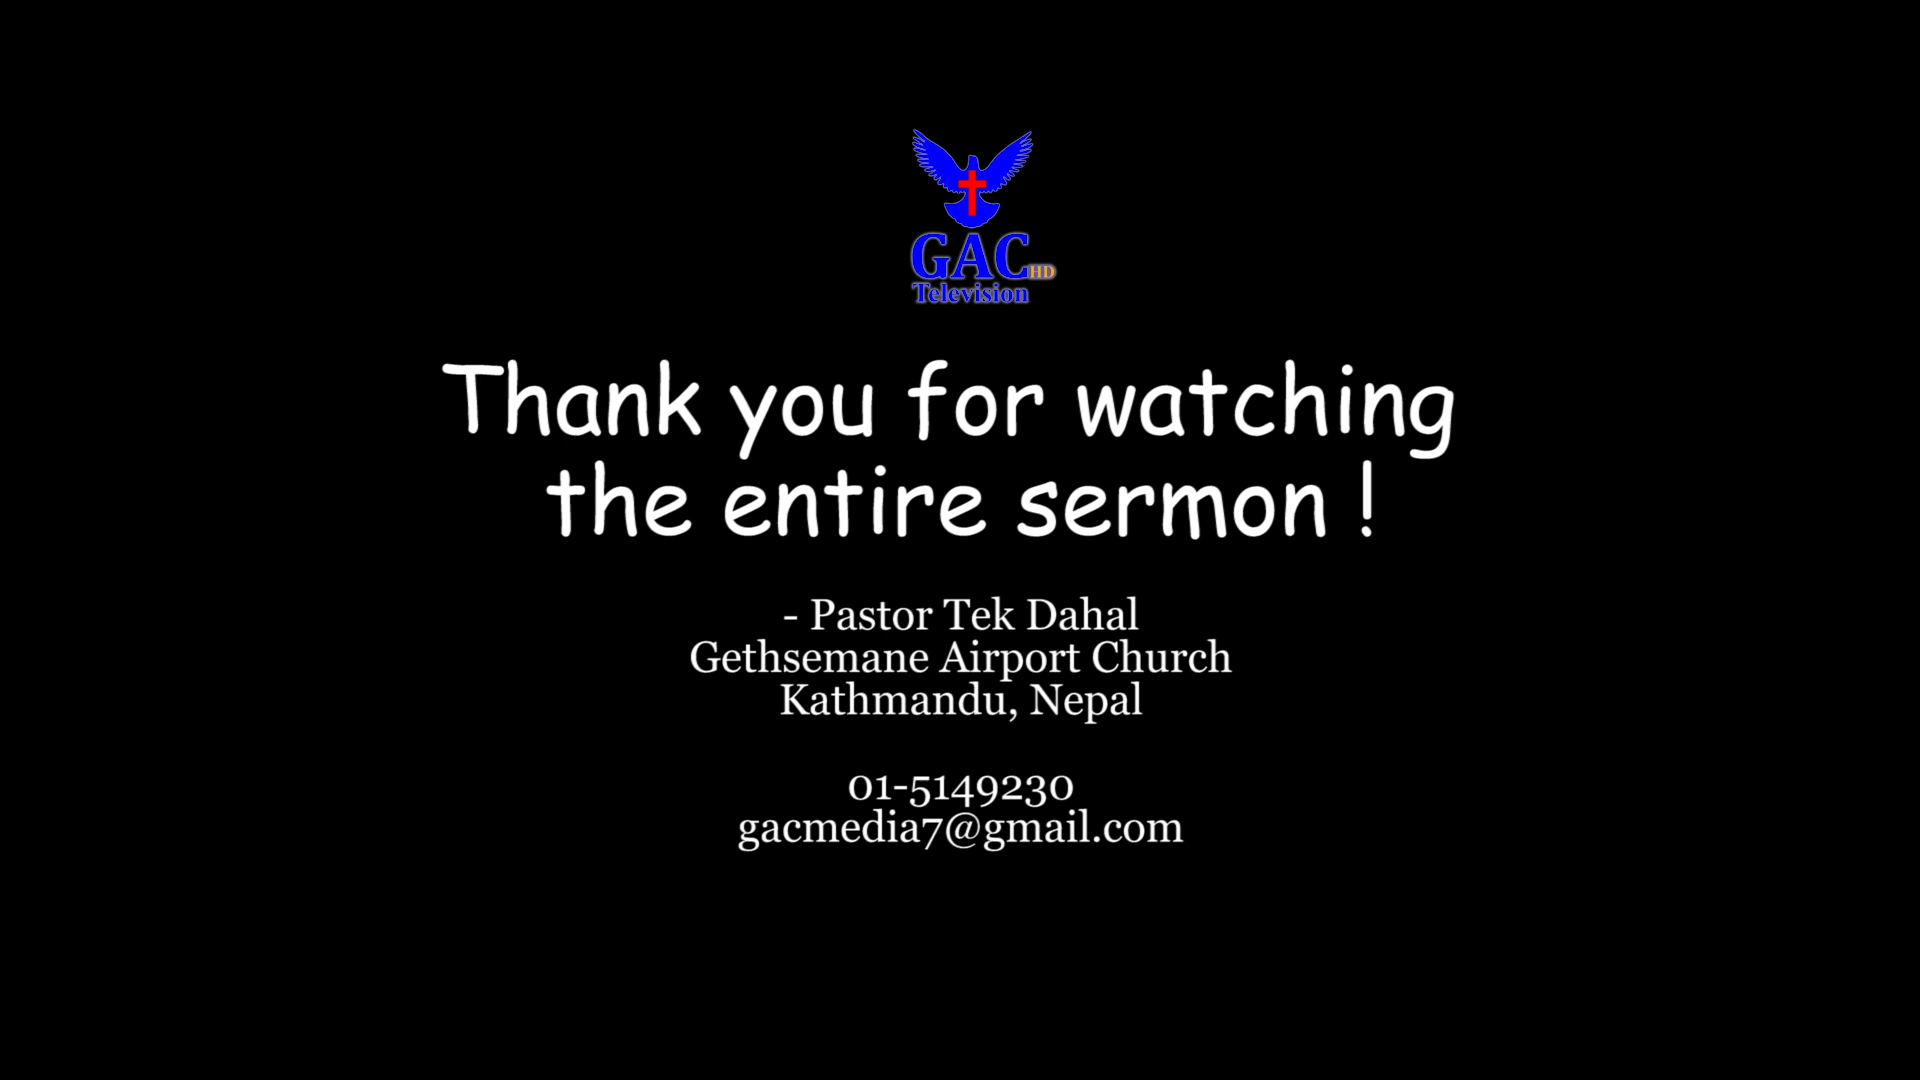 GAC HD
Television
Thank you for watching
the entire sermon !
- Pastor Tek Dahal
Gethsemane Airport Church
Kathmandu, Nepal
01-5149230
gacmedia7@gmail.com